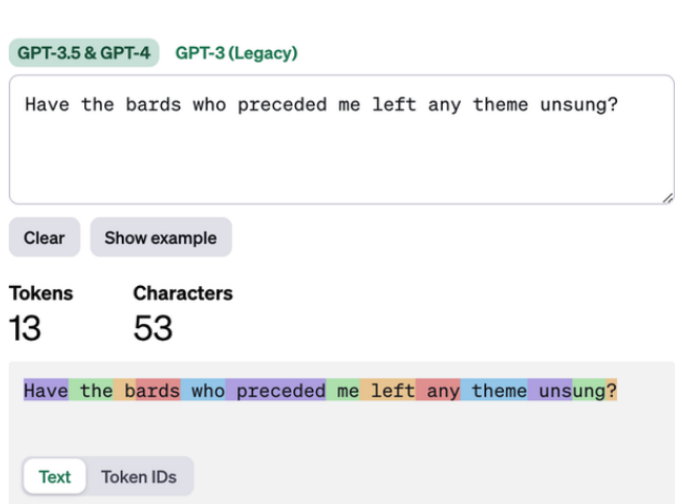 GPT-3.5 & GPT-4 GPT-3 (Legacy)
Have the bards who preceded me left any theme unsung?
Clear Show example
Tokens Characters
13 53
Have the bards who preceded me left any theme unsung?
Text Token IDs